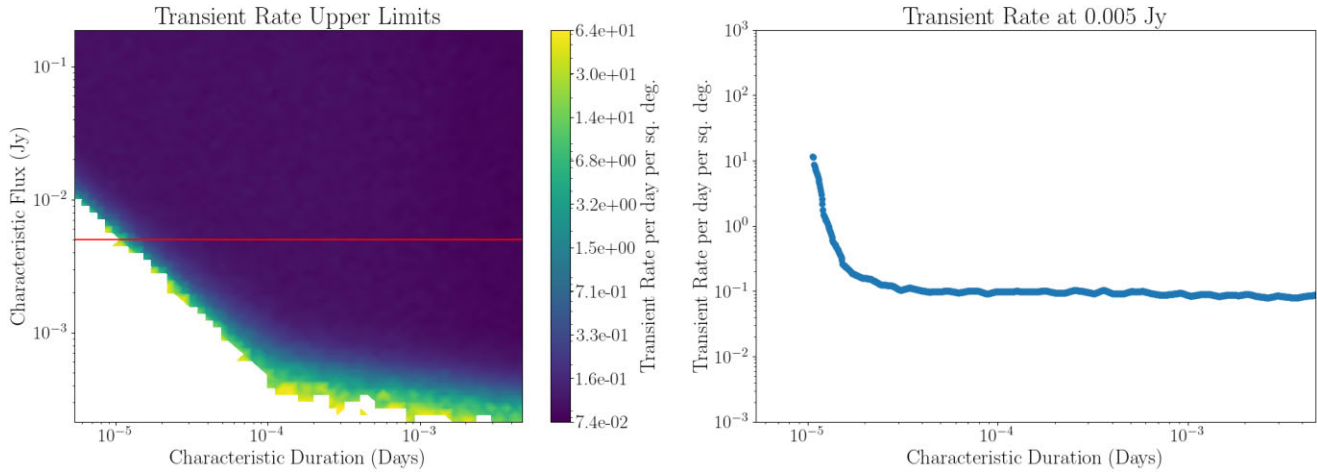 Transient Rate Upper Limits
Characteristic Flux (Jy)
10⁻¹
10⁻²
10⁻³
10⁻⁵
10⁻⁴
10⁻³
Characteristic Duration (Days)
6.4e+01
3.0e+01
1.4e+01
6.8e+00
3.2e+00
1.5e+00
7.1e-01
3.3e-01
1.6e-01
7.4e-02
Transient Rate per day per sq. deg.
Transient Rate at 0.005 Jy
Transient Rate per day per sq. deg.
10³
10²
10¹
10⁰
10⁻¹
10⁻²
10⁻³
10⁻⁵
10⁻⁴
10⁻³
Characteristic Duration (Days)